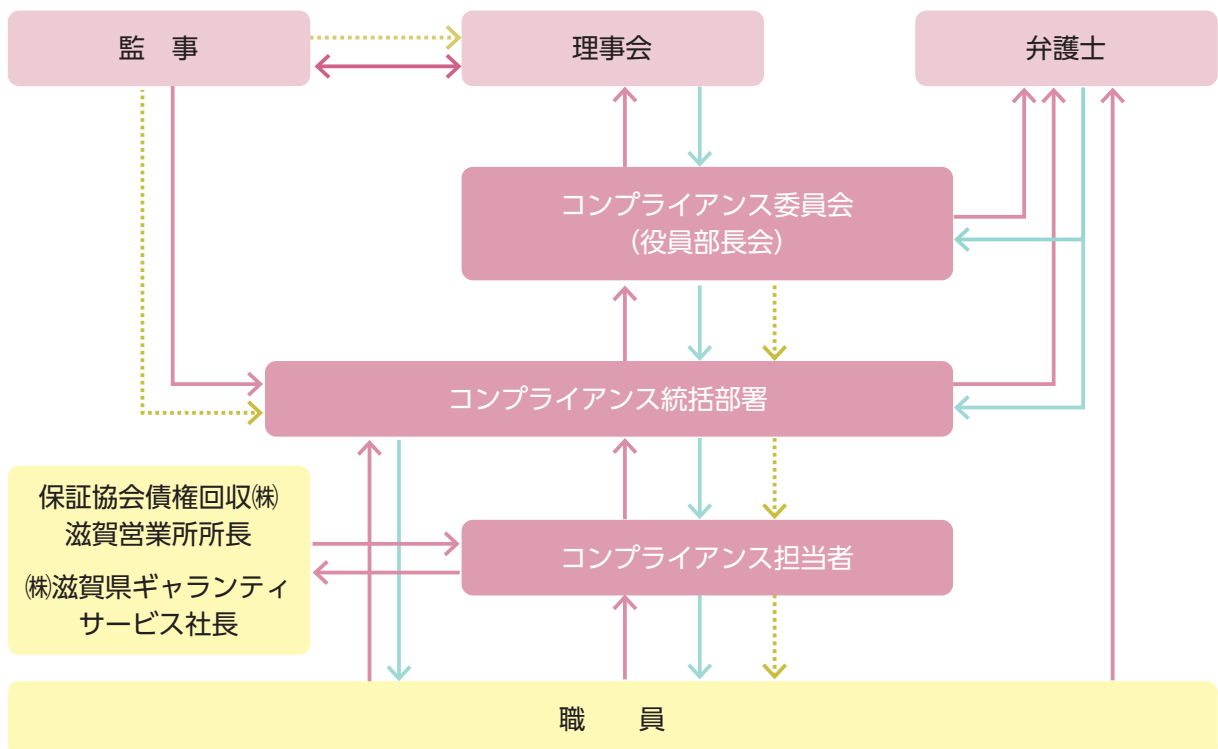 監　事
理事会
弁護士
コンプライアンス委員会
（役員部長会）
コンプライアンス統括部署
保証協会債権回収㈱
滋賀営業所所長
㈱滋賀県ギャランティ
サービス社長
コンプライアンス担当者
職　　員